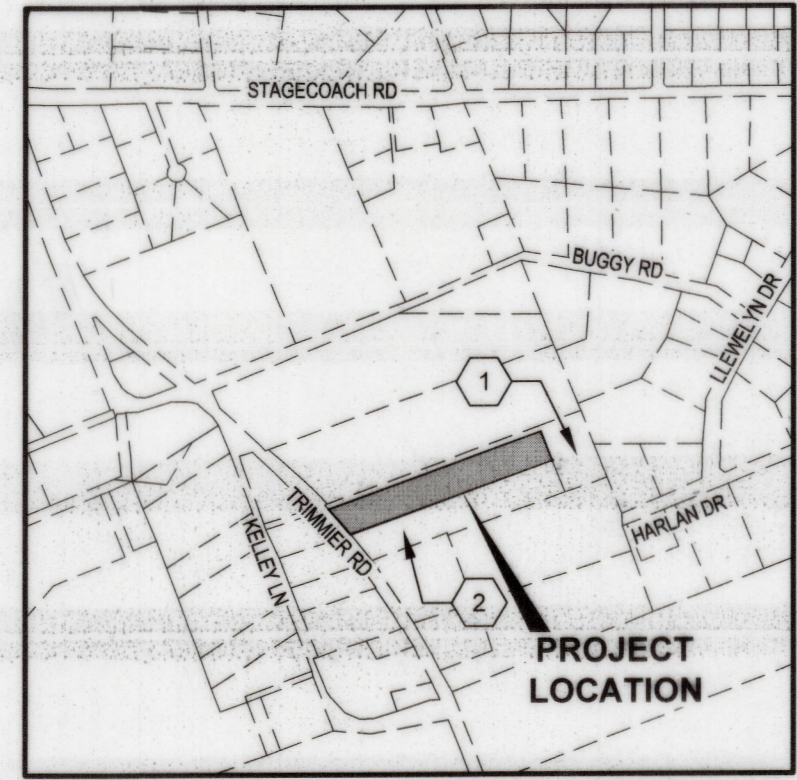 STAGECOACH RD
BUGGY RD
LLEWELYN DR
1
TRIMMIER RD
KELLEY LN
HARLAN DR
2
PROJECT
LOCATION